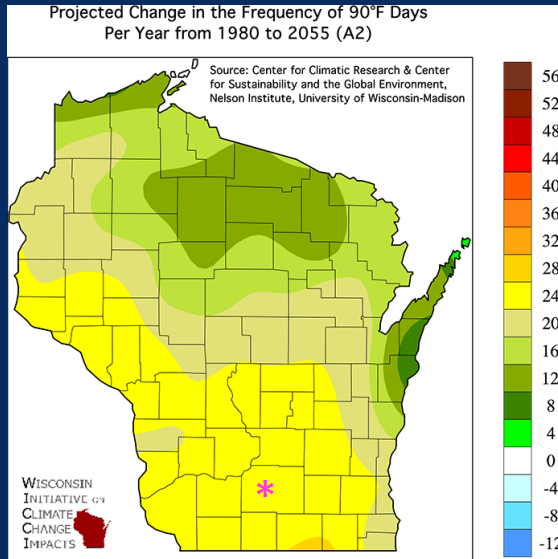 Projected Change in the Frequency of 90°F Days
Per Year from 1980 to 2055 (A2)
Source: Center for Climatic Research & Center
for Sustainability and the Global Environment,
Nelson Institute, University of Wisconsin-Madison
56
52
48
44
40
36
32
28
24
20
16
12
8
4
0
-4
-8
-12
*
WISCONSIN
INITIATIVE ON
CLIMATE
CHANGE
IMPACTS